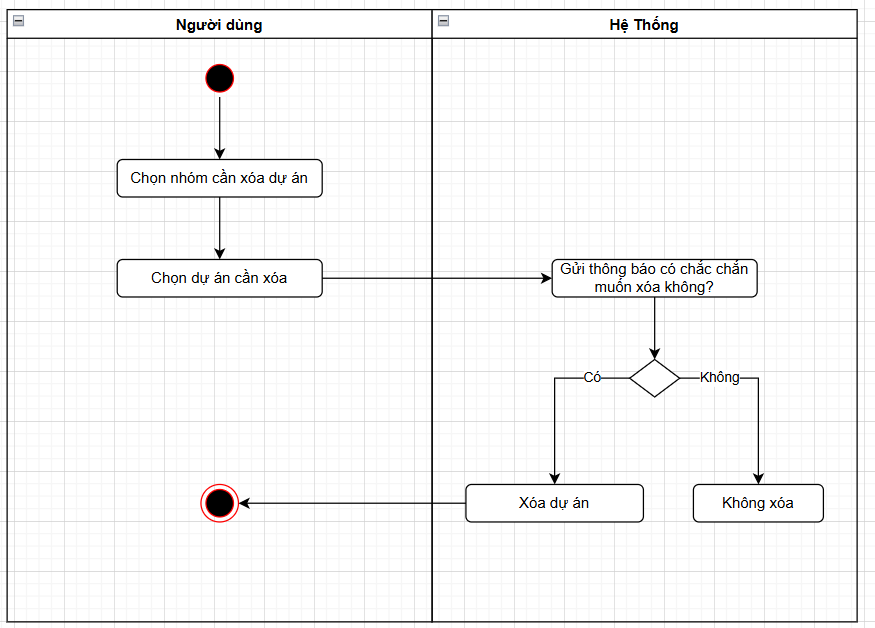 Người dùng
Hệ Thống
Chọn nhóm cần xóa dự án
Chọn dự án cần xóa
Gửi thông báo có chắc chắn
muốn xóa không?
Có
Không
Xóa dự án
Không xóa